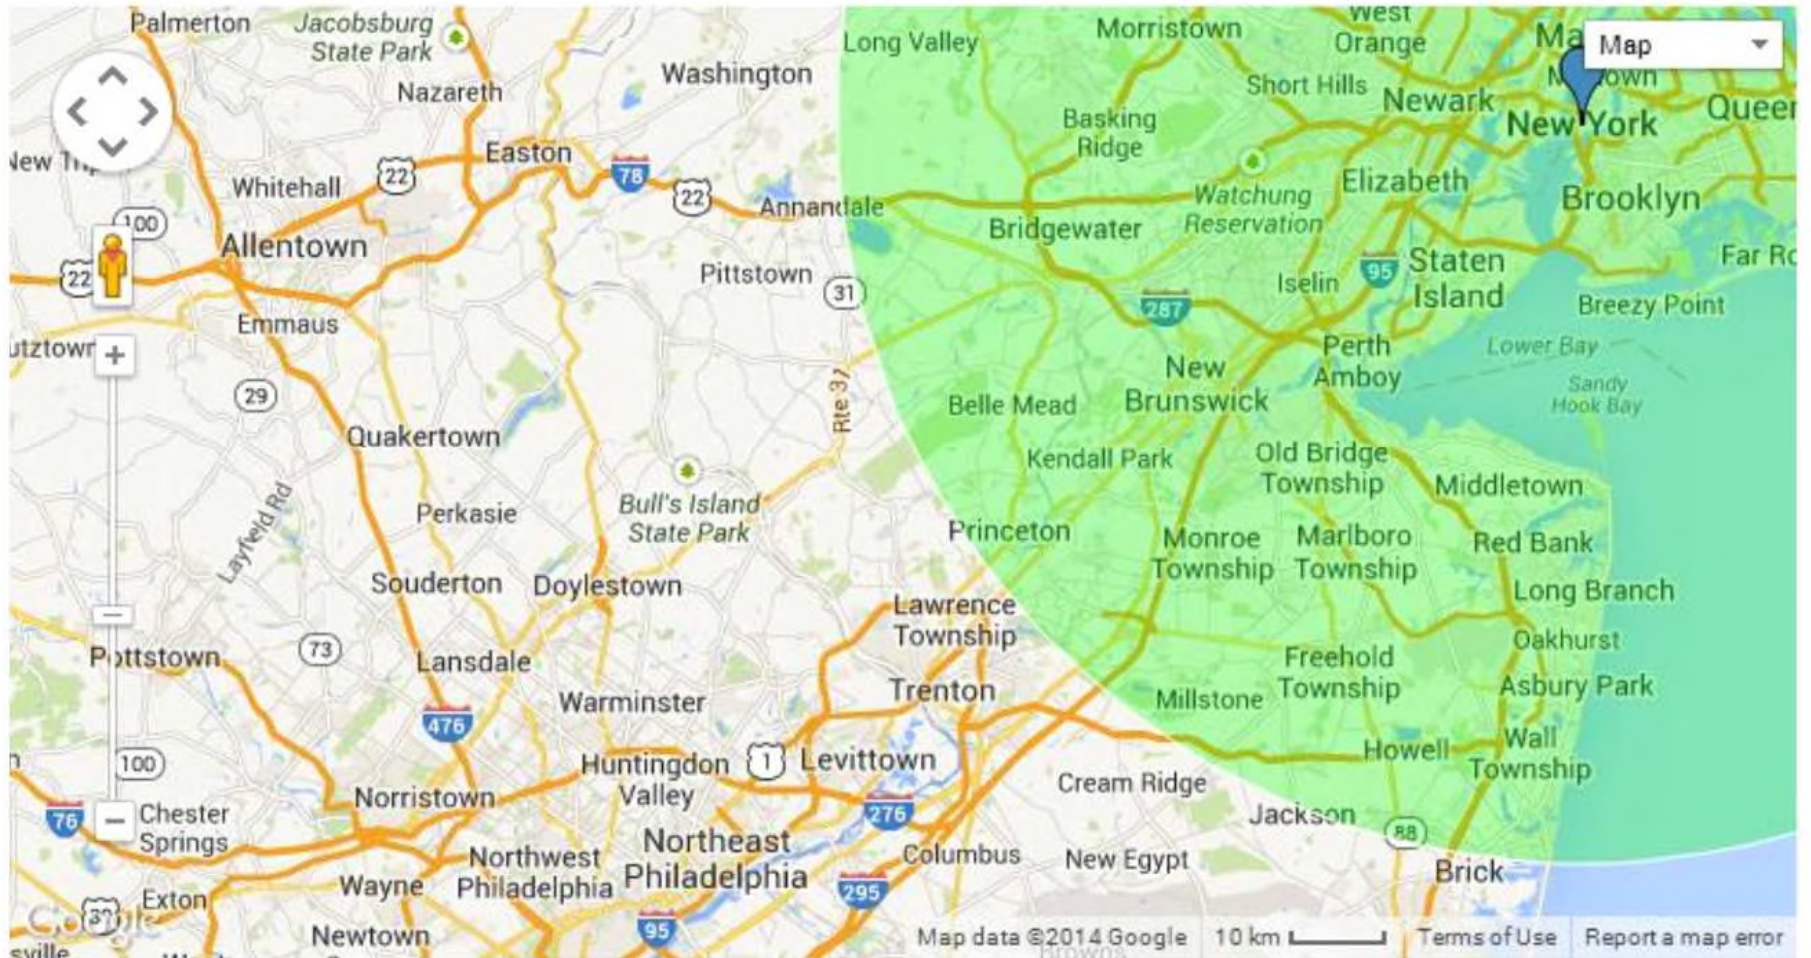 Palmerton
Jacobsburg
State Park
Long Valley
Morristown
West
Orange
Map
Washington
Nazareth
Short Hills
Newark
New York
Basking
Ridge
Easton
22
78
22
Whitehall
Annandale
Watchung
Reservation
Elizabeth
Brooklyn
100
Allentown
Bridgewater
22
Pittstown
31
Iselin
95
Staten
Island
287
Breezy Point
Emmaus
Perth
Amboy
Lower Bay
29
Rte 31
New
Brunswick
Sandy
Hook Bay
Belle Mead
Quakertown
Kendall Park
Old Bridge
Township
Middletown
Layfield Rd
Perkasie
Bull's Island
State Park
Princeton
Monroe
Township
Marlboro
Township
Red Bank
Souderton
Doylestown
Lawrence
Township
Long Branch
Oakhurst
Pottstown
73
Lansdale
Freehold
Township
Trenton
Millstone
Asbury Park
Warminster
476
100
Huntingdon
Valley
1
Levittown
Howell
Wall
Township
Cream Ridge
Norristown
276
Jackson
76
Chester
Springs
88
Northeast
Philadelphia
Columbus
New Egypt
Brick
Northwest
Philadelphia
Wayne
Exton
295
Google
95
Newtown
Map data ©2014 Google
10 km
Terms of Use
Report a map error